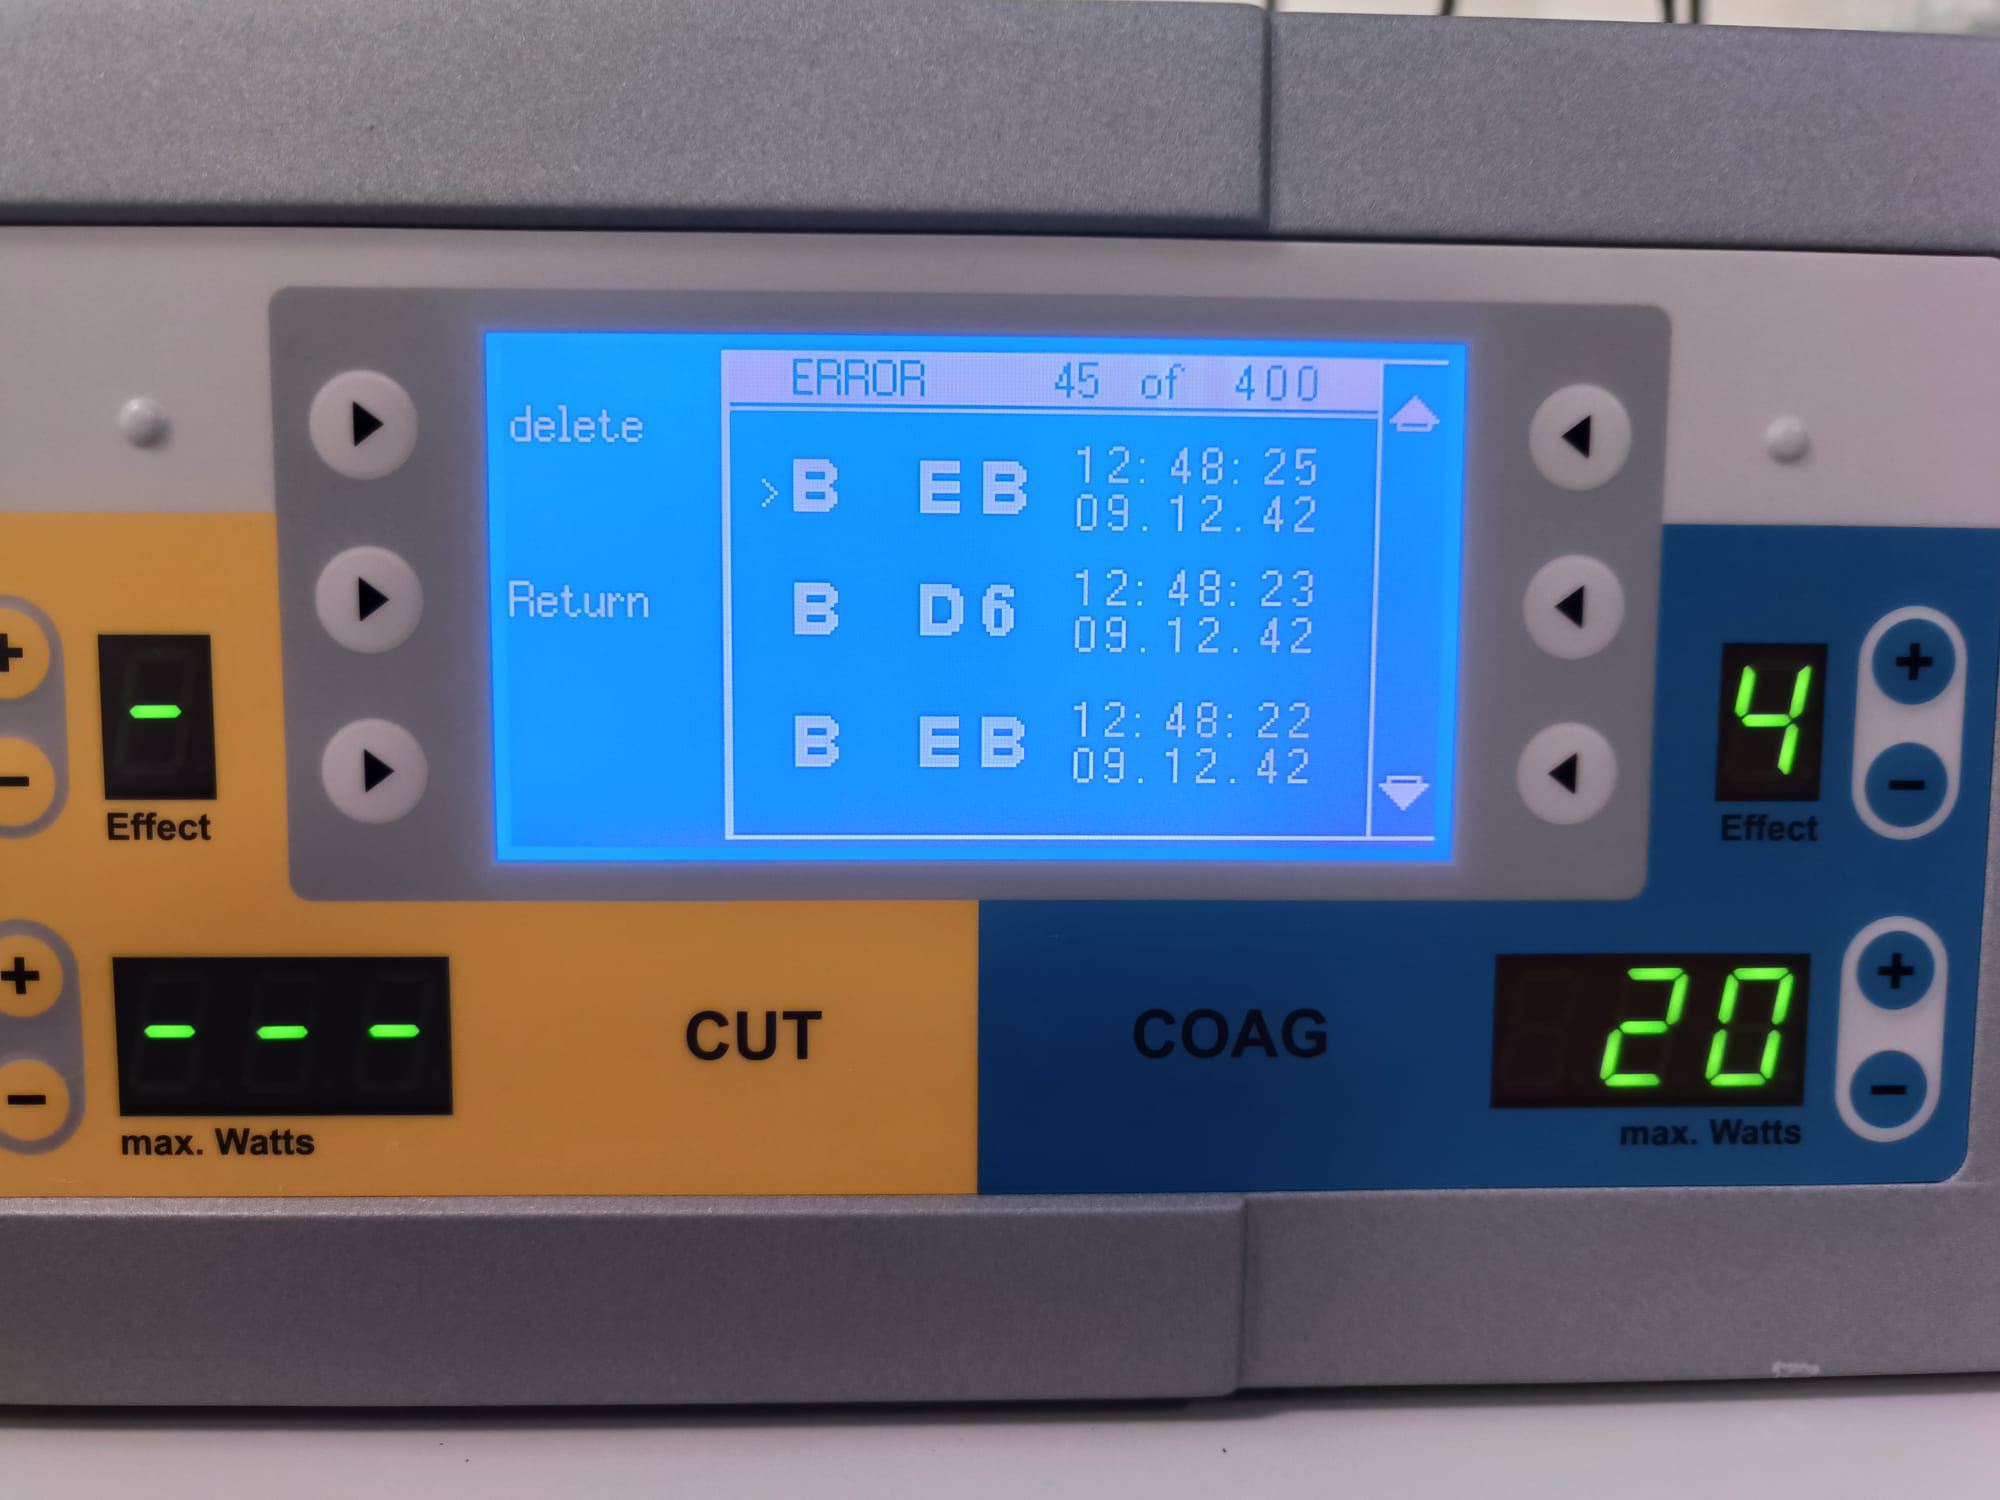 ERROR 45 of 400
delete
>B EB 12:48:25
09.12.42
Return
B D6 12:48:23
09.12.42
B EB 12:48:22
09.12.42
+
-
-
Effect
4
+
-
Effect
+
-
- - -
max. Watts
CUT
COAG
20
+
-
max. Watts